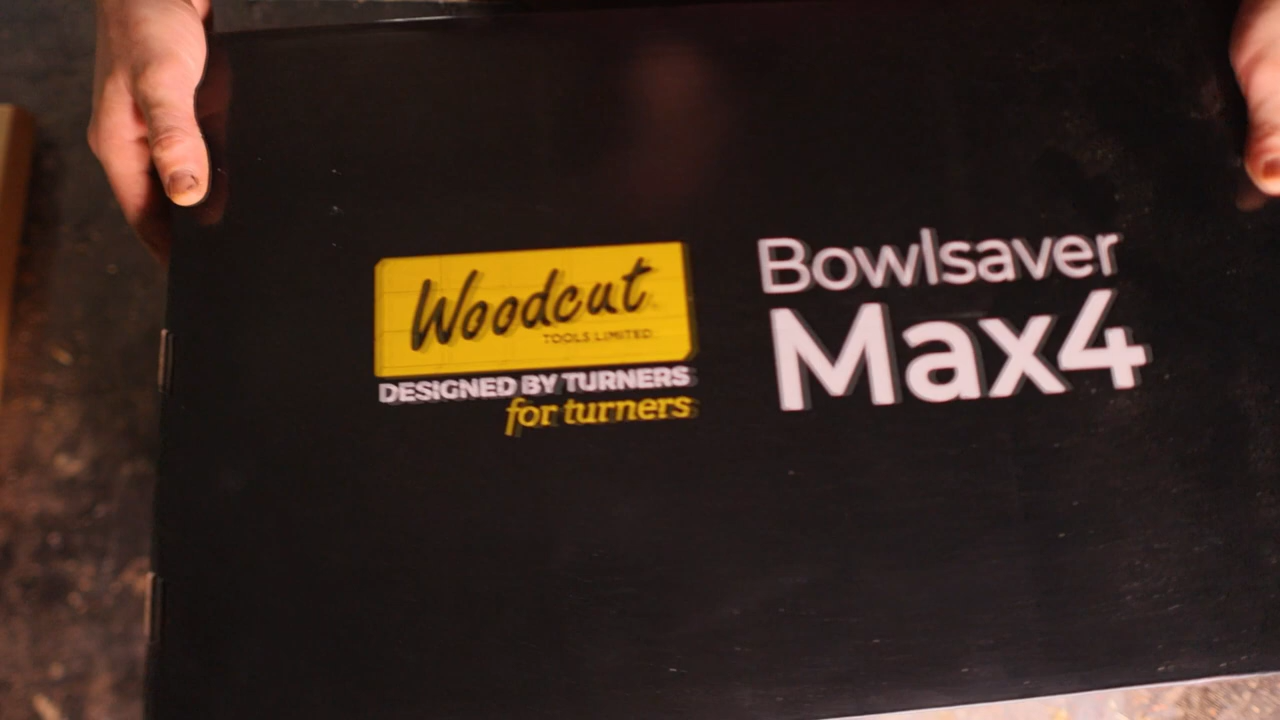 Woodcut
TOOLS LIMITED
DESIGNED BY TURNERS
for turners
Bowlsaver
Max4